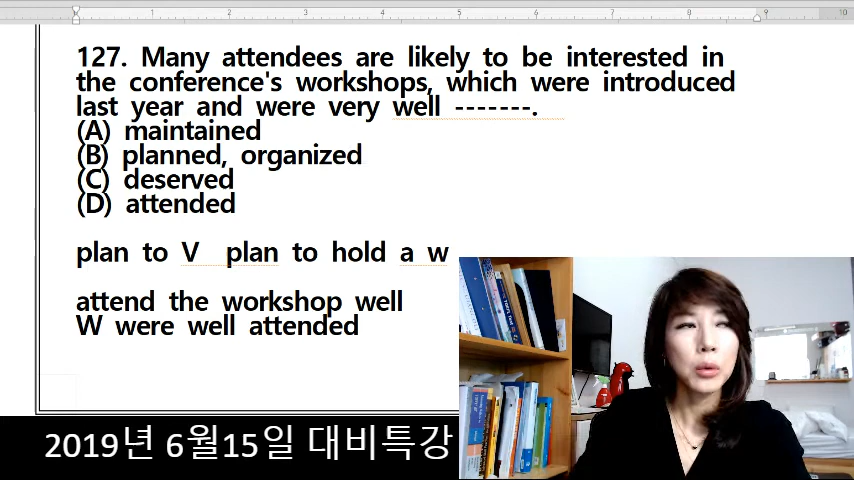 127. Many attendees are likely to be interested in
the conference's workshops, which were introduced
last year and were very well -------.
(A) maintained
(B) planned, organized
(C) deserved
(D) attended
plan to V plan to hold a w
attend the workshop well
W were well attended
2019년 6월15일 대비특강